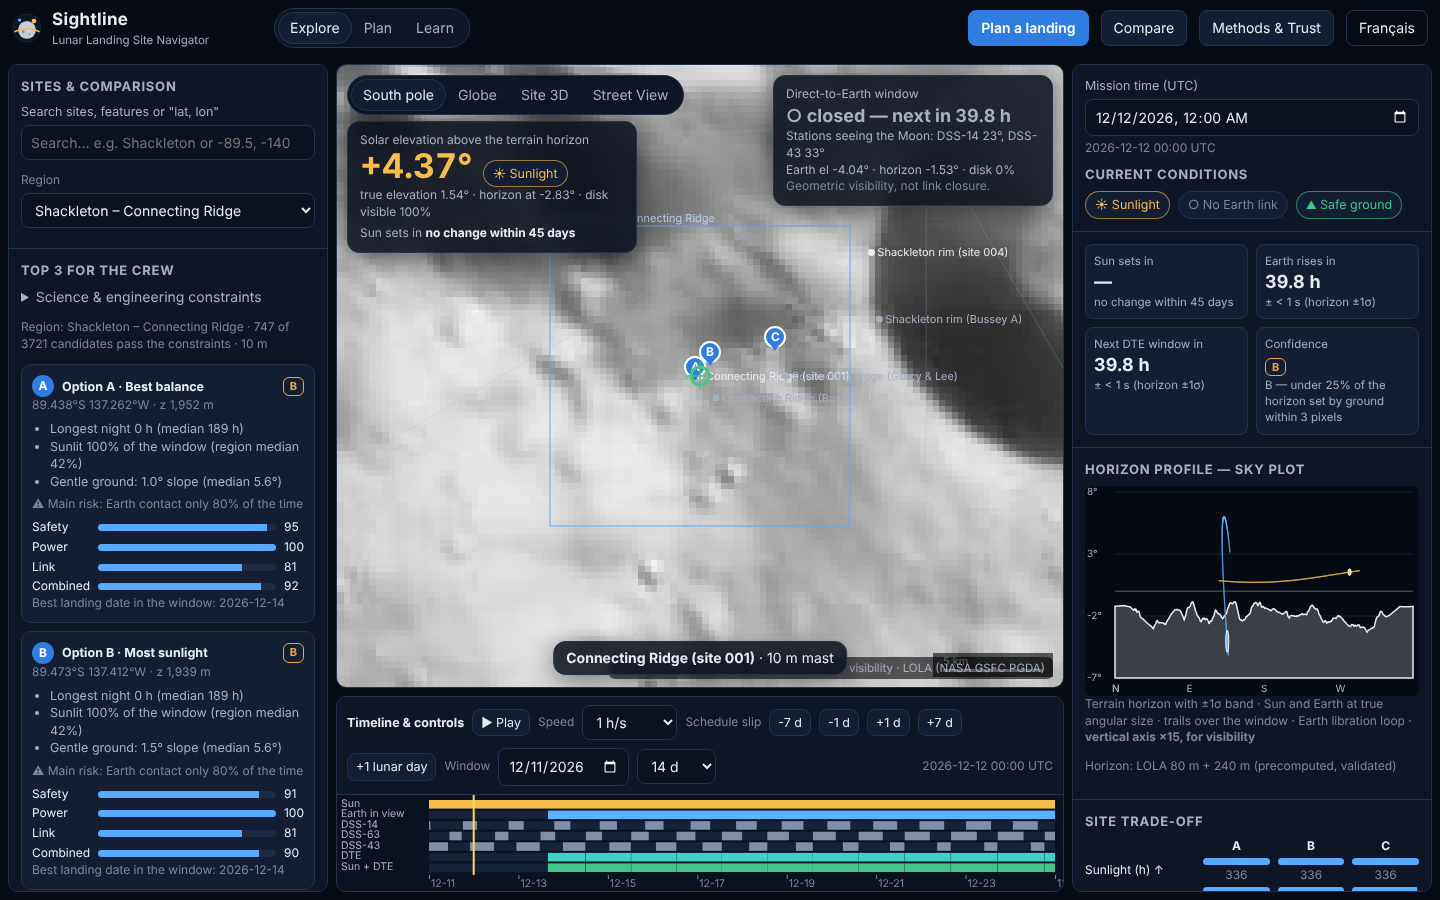 Sightline
Lunar Landing Site Navigator
Explore
Plan
Learn
Plan a landing
Compare
Methods & Trust
Français
SITES & COMPARISON
Search sites, features or "lat, lon"
Search... e.g. Shackleton or -89.5, -140
Region
Shackleton – Connecting Ridge
TOP 3 FOR THE CREW
▶ Science & engineering constraints
Region: Shackleton – Connecting Ridge · 747 of
3721 candidates pass the constraints · 10 m
A Option A · Best balance B
89.438°S 137.262°W · z 1,952 m
• Longest night 0 h (median 189 h)
• Sunlit 100% of the window (region median
42%)
• Gentle ground: 1.0° slope (median 5.6°)
⚠ Main risk: Earth contact only 80% of the time
Safety 95
Power 100
Link 81
Combined 92
Best landing date in the window: 2026-12-14
B Option B · Most sunlight B
89.473°S 137.412°W · z 1,939 m
• Longest night 0 h (median 189 h)
• Sunlit 100% of the window (region median
42%)
• Gentle ground: 1.5° slope (median 5.6°)
⚠ Main risk: Earth contact only 80% of the time
Safety 91
Power 100
Link 81
Combined 90
Best landing date in the window: 2026-12-14
South pole
Globe
Site 3D
Street View
Solar elevation above the terrain horizon
+4.37° ☀ Sunlight
true elevation 1.54° · horizon at -2.83° · disk
visible 100%
Sun sets in no change within 45 days
Direct-to-Earth window
○ closed — next in 39.8 h
Stations seeing the Moon: DSS-14 23°, DSS-
43 33°
Earth el -4.04° · horizon -1.53° · disk 0%
Geometric visibility, not link closure.
nnecting Ridge
Shackleton rim (site 004)
Shackleton rim (Bussey A)
C
B
A
Connecting Ridge (site 001)
Ridge (Gracy & Lee)
Connecting Ridge
Connecting Ridge (site 001) · 10 m mast
visibility · LOLA (NASA GSFC PGDA)
5 km
Timeline & controls
▶ Play
Speed
1 h/s
Schedule slip
-7 d
-1 d
+1 d
+7 d
+1 lunar day
Window
12/11/2026
14 d
2026-12-12 00:00 UTC
Sun
Earth in view
DSS-14
DSS-63
DSS-43
DTE
Sun + DTE
12-11 12-13 12-15 12-17 12-19 12-21 12-23
Mission time (UTC)
12/12/2026, 12:00 AM
2026-12-12 00:00 UTC
CURRENT CONDITIONS
☀ Sunlight
○ No Earth link
▲ Safe ground
Sun sets in
—
no change within 45 days
Earth rises in
39.8 h
± < 1 s (horizon ±1σ)
Next DTE window in
39.8 h
± < 1 s (horizon ±1σ)
Confidence
B
B — under 25% of the
horizon set by ground
within 3 pixels
HORIZON PROFILE — SKY PLOT
8°
3°
-2°
-7°
N E S W
Terrain horizon with ±1σ band · Sun and Earth at true
angular size · trails over the window · Earth libration loop ·
vertical axis ×15, for visibility
Horizon: LOLA 80 m + 240 m (precomputed, validated)
SITE TRADE-OFF
A B C
Sunlight (h) ↑
336 336 336